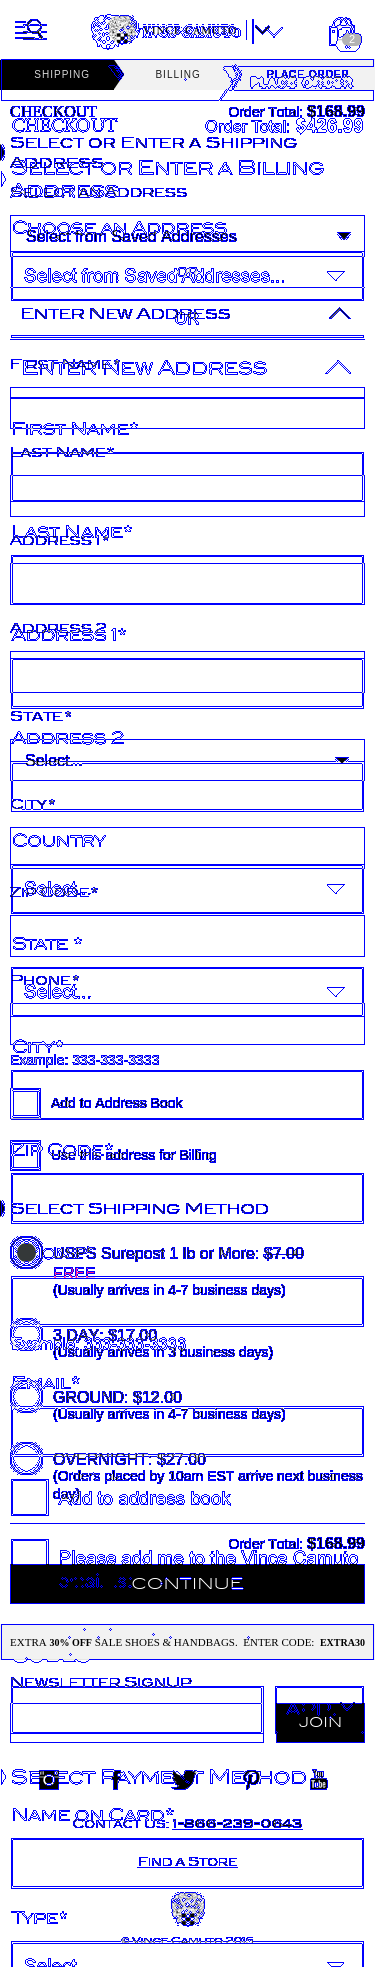 VINCE CAMUTO
SHIPPING BILLING PLACE ORDER
CHECKOUT Order Total: $168.99
CHECKOUT Order Total: $426.99
SELECT OR ENTER A SHIPPING
ADDRESS
SELECT OR ENTER A BILLING
ADDRESS
SELECT AN ADDRESS
CHOOSE AN ADDRESS
Select from Saved Addresses
OR
Select from Saved Addresses...
ENTER NEW ADDRESS
OR
FIRST NAME*
ENTER NEW ADDRESS
FIRST NAME*
LAST NAME*
LAST NAME*
ADDRESS 1*
ADDRESS 2
ADDRESS 1*
STATE*
ADDRESS 2
Select...
CITY*
COUNTRY
Select...
ZIP CODE*
STATE *
PHONE*
Select...
CITY*
Example: 333-333-3333
Add to Address Book
ZIP CODE*
Use this address for Billing
SELECT SHIPPING METHOD
USPS Surepost 1 lb or More: $7.00
FREE
(Usually arrives in 4-7 business days)
3 DAY: $17.00
Example: 333-333-3333
(Usually arrives in 3 business days)
EMAIL*
GROUND: $12.00
(Usually arrives in 4-7 business days)
OVERNIGHT: $27.00
(Orders placed by 10am EST arrive next business
day)
Add to address book
Order Total: $168.99
Please add me to the Vince Camuto
CONTINUE
EXTRA 30% OFF SALE SHOES & HANDBAGS. ENTER CODE: EXTRA30
NEWSLETTER SIGNUP
JOIN
SELECT PAYMENT METHOD
You Tube
NAME ON CARD*
CONTACT US: 1-866-239-0643
FIND A STORE
TYPE*
© VINCE CAMUTO 2015
Select...